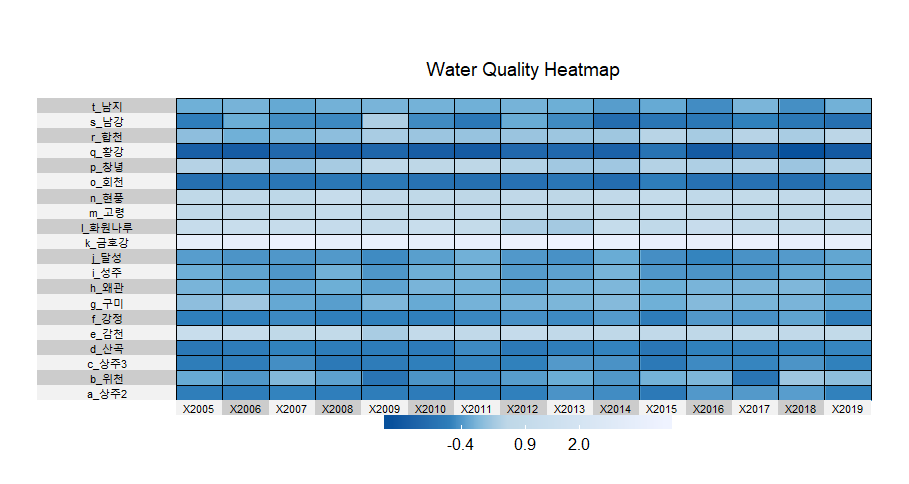 Water Quality Heatmap
t_남지
s_남강
r_합천
q_황강
p_창녕
o_회천
n_현풍
m_고령
l_화원나루
k_금호강
j_달성
i_성주
h_왜관
g_구미
f_강정
e_감천
d_산곡
c_상주3
b_위천
a_상주2
X2005 X2006 X2007 X2008 X2009 X2010 X2011 X2012 X2013 X2014 X2015 X2016 X2017 X2018 X2019
-0.4 0.9 2.0